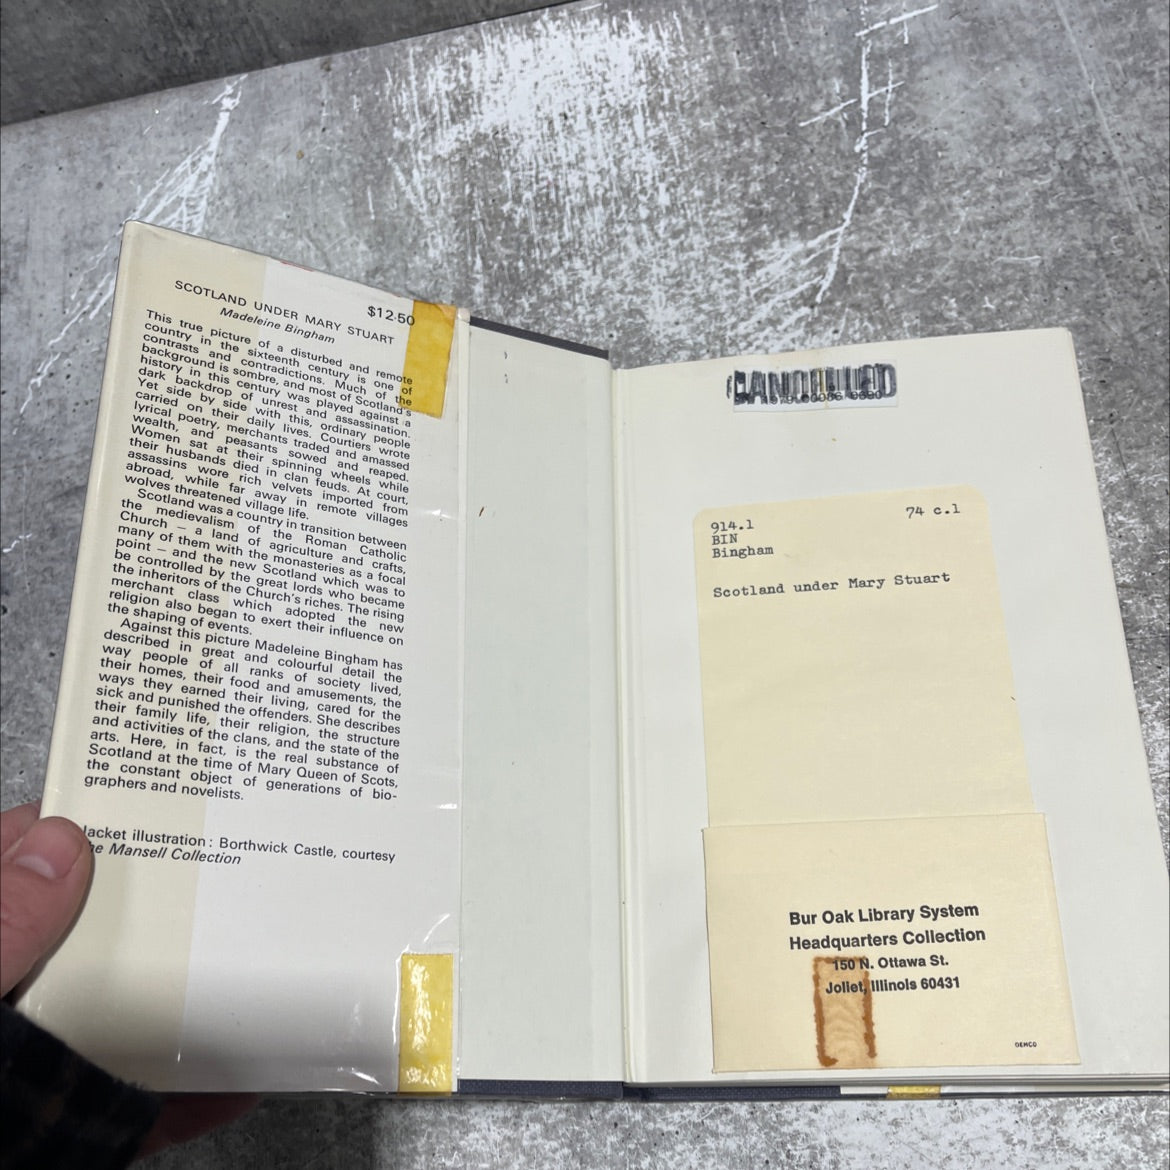 SCOTLAND UNDER MARY STUART
$12·50
Madeleine Bingham
This true picture of a disturbed and remote
country in the sixteenth century is one of
contrasts and contradictions. Much of the
background is sombre, and most of Scotland's
history in this century was played against a
dark backdrop of unrest and assassination.
Yet side by side with this, ordinary people
carried on their daily lives. Courtiers wrote
lyrical poetry, merchants traded and amassed
wealth, and peasants sowed and reaped.
Women sat at their spinning wheels while
their husbands died in clan feuds. At court,
assassins wore rich velvets imported from
abroad, while far away in remote villages
wolves threatened village life.
Scotland was a country in transition between
the medievalism of the Roman Catholic
Church – a land of agriculture and crafts,
many of them with the monasteries as a focal
point – and the new Scotland which was to
be controlled by the great lords who became
the inheritors of the Church's riches. The rising
merchant class which adopted the new
religion also began to exert their influence on
the shaping of events.
Against this picture Madeleine Bingham has
described in great and colourful detail the
way people of all ranks of society lived,
their homes, their food and amusements, the
ways they earned their living, cared for the
sick and punished the offenders. She describes
their family life, their religion, the structure
and activities of the clans, and the state of the
arts. Here, in fact, is the real substance of
Scotland at the time of Mary Queen of Scots,
the constant object of generations of bio-
graphers and novelists.
Jacket illustration: Borthwick Castle, courtesy
The Mansell Collection
CANCELLED
914.1
74 c.1
BIN
Bingham
Scotland under Mary Stuart
Bur Oak Library System
Headquarters Collection
150 N. Ottawa St.
Joliet, Illinois 60431
DEMCO